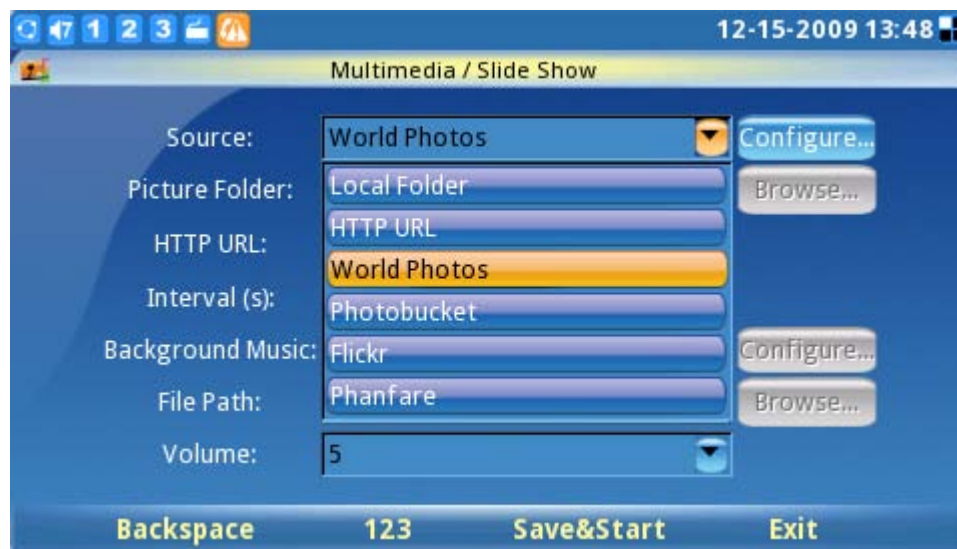 7 1 2 3 12-15-2009 13:48
Multimedia / Slide Show
Source: World Photos Configure...
Picture Folder: Local Folder Browse...
HTTP URL: HTTP URL
World Photos
Interval (s): Photobucket
Background Music: Flickr Configure...
File Path: Phanfare Browse...
Volume: 5
Backspace 123 Save&Start Exit